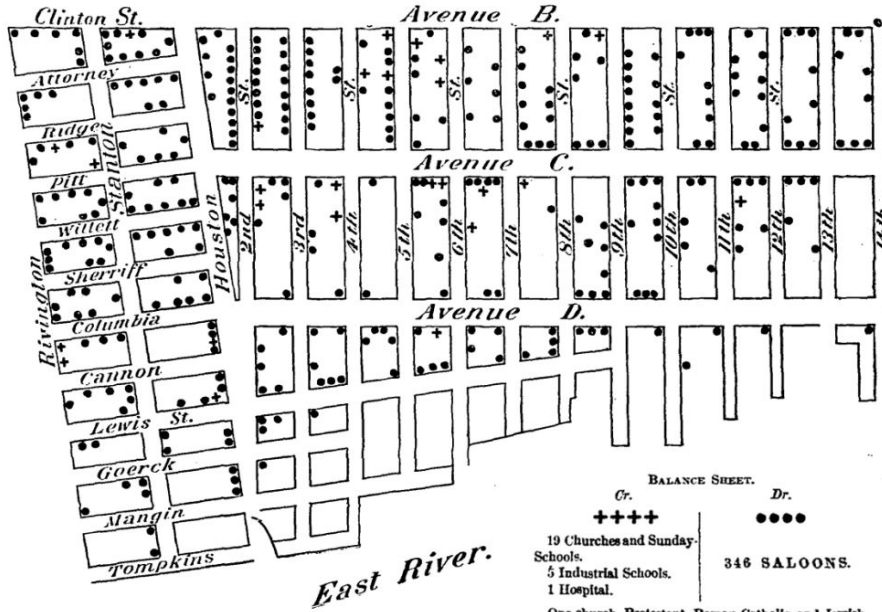 Clinton St.
Avenue B.
Attorney
Ridge
Stanton
Pitt
Willett
Sherriff
Rivington
Columbia
Cannon
Lewis St.
Goerck
Mangin
Tompkins
St.
St.
St.
St.
St.
St.
Avenue C.
Houston
2nd
3rd
4th
5th
6th
7th
8th
9th
10th
11th
12th
13th
Avenue D.
East River.
BALANCE SHEET.
Cr.
Dr.
19 Churches and Sunday-
Schools.
5 Industrial Schools.
1 Hospital.
346 SALOONS.